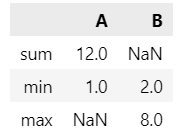 A B
sum 12.0 NaN
min 1.0 2.0
max NaN 8.0